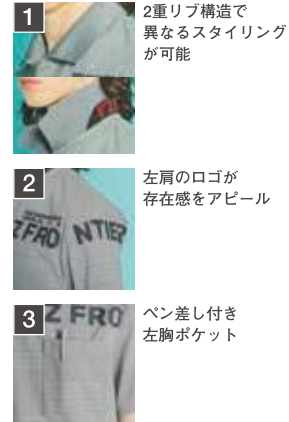 1
2重リブ構造で
異なるスタイリング
が可能
2
左肩のロゴが
存在感をアピール
Z FRO NTIER
3
ペン差し付き
左胸ポケット
Z FRO